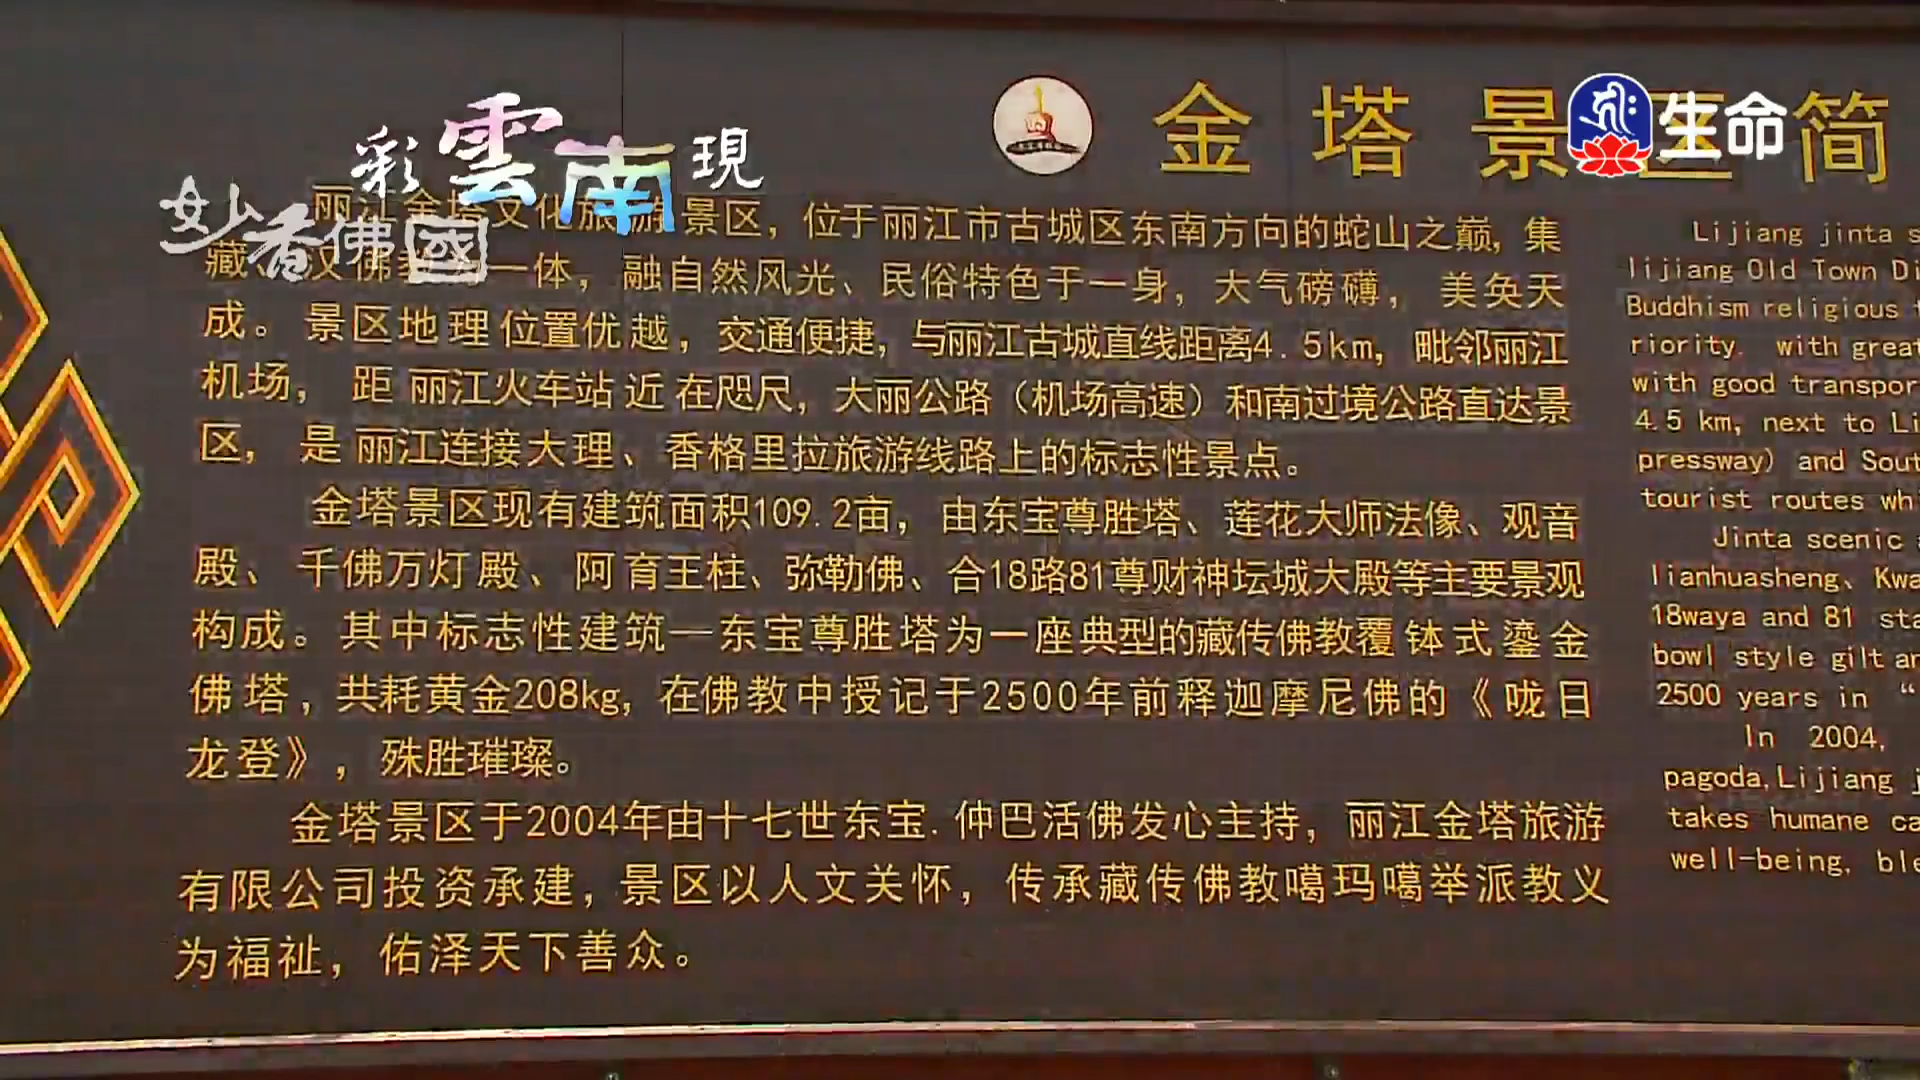 彩雲南現
妙香佛國
生命
金塔景区简
丽江金塔文化旅游景区，位于丽江市古城区东南方向的蛇山之巅，集
藏、汉佛教为一体，融自然风光、民俗特色于一身，大气磅礴，美奂天
成。景区地理位置优越，交通便捷，与丽江古城直线距离4.5km，毗邻丽江
机场，距丽江火车站近在咫尺，大丽公路（机场高速）和南过境公路直达景
区，是丽江连接大理、香格里拉旅游线路上的标志性景点。
金塔景区现有建筑面积109.2亩，由东宝尊胜塔、莲花大师法像、观音
殿、千佛万灯殿、阿育王柱、弥勒佛、合18路81尊财神坛城大殿等主要景观
构成。其中标志性建筑—东宝尊胜塔为一座典型的藏传佛教覆钵式鎏金
佛塔，共耗黄金208kg，在佛教中授记于2500年前释迦摩尼佛的《咙日
龙登》，殊胜璀璨。
金塔景区于2004年由十七世东宝.仲巴活佛发心主持，丽江金塔旅游
有限公司投资承建，景区以人文关怀，传承藏传佛教噶玛噶举派教义
为福祉，佑泽天下善众。
Lijiang jinta s
lijiang Old Town Di
Buddhism religious
riority. with great
with good transpor
4.5 km, next to Li
pressway) and Sout
tourist routes wh
Jinta scenic
lianhuasheng、Kwa
18waya and 81 sta
bowl style gilt an
2500 years in “
In 2004,
pagoda,Lijiang j
takes humane ca
well-being, ble